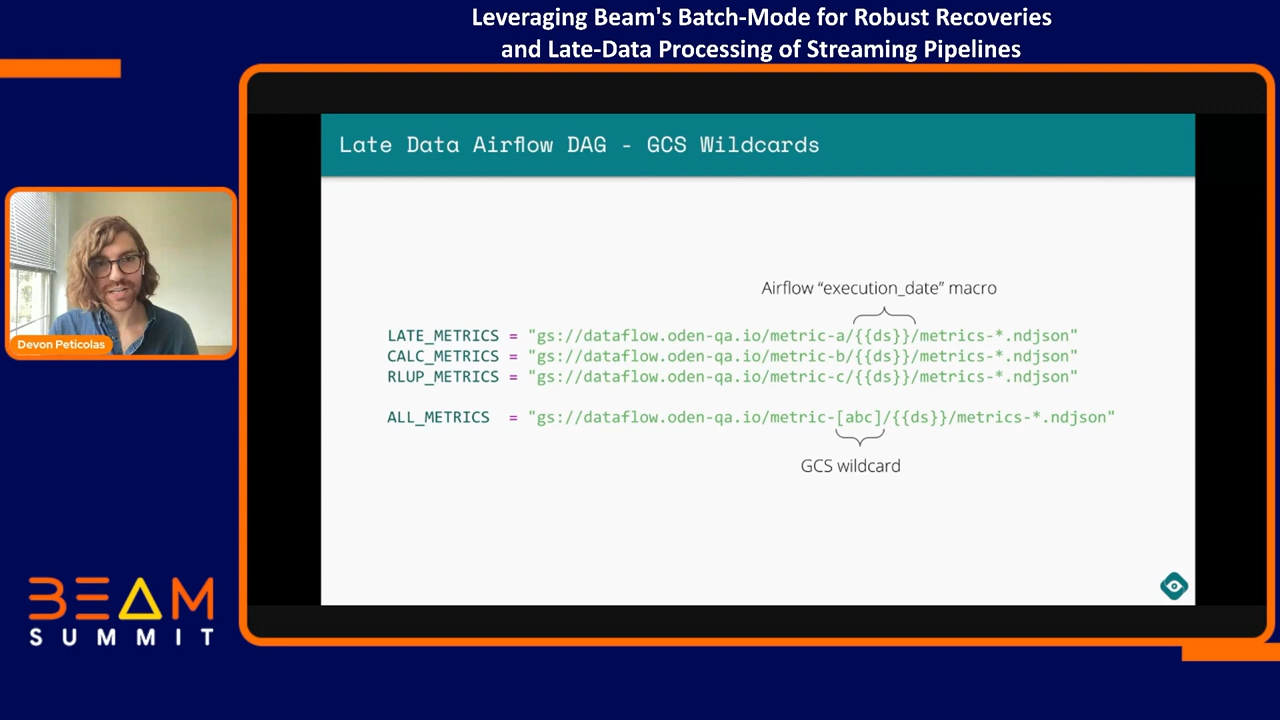 Leveraging Beam's Batch-Mode for Robust Recoveries
and Late-Data Processing of Streaming Pipelines
Late Data Airflow DAG - GCS Wildcards
Airflow “execution_date” macro
LATE_METRICS = "gs://dataflow.oden-qa.io/metric-a/{{ds}}/metrics-*.ndjson"
CALC_METRICS = "gs://dataflow.oden-qa.io/metric-b/{{ds}}/metrics-*.ndjson"
RLUP_METRICS = "gs://dataflow.oden-qa.io/metric-c/{{ds}}/metrics-*.ndjson"
ALL_METRICS = "gs://dataflow.oden-qa.io/metric-[abc]/{{ds}}/metrics-*.ndjson"
GCS wildcard
Devon Peticolas
BEAM
SUMMIT